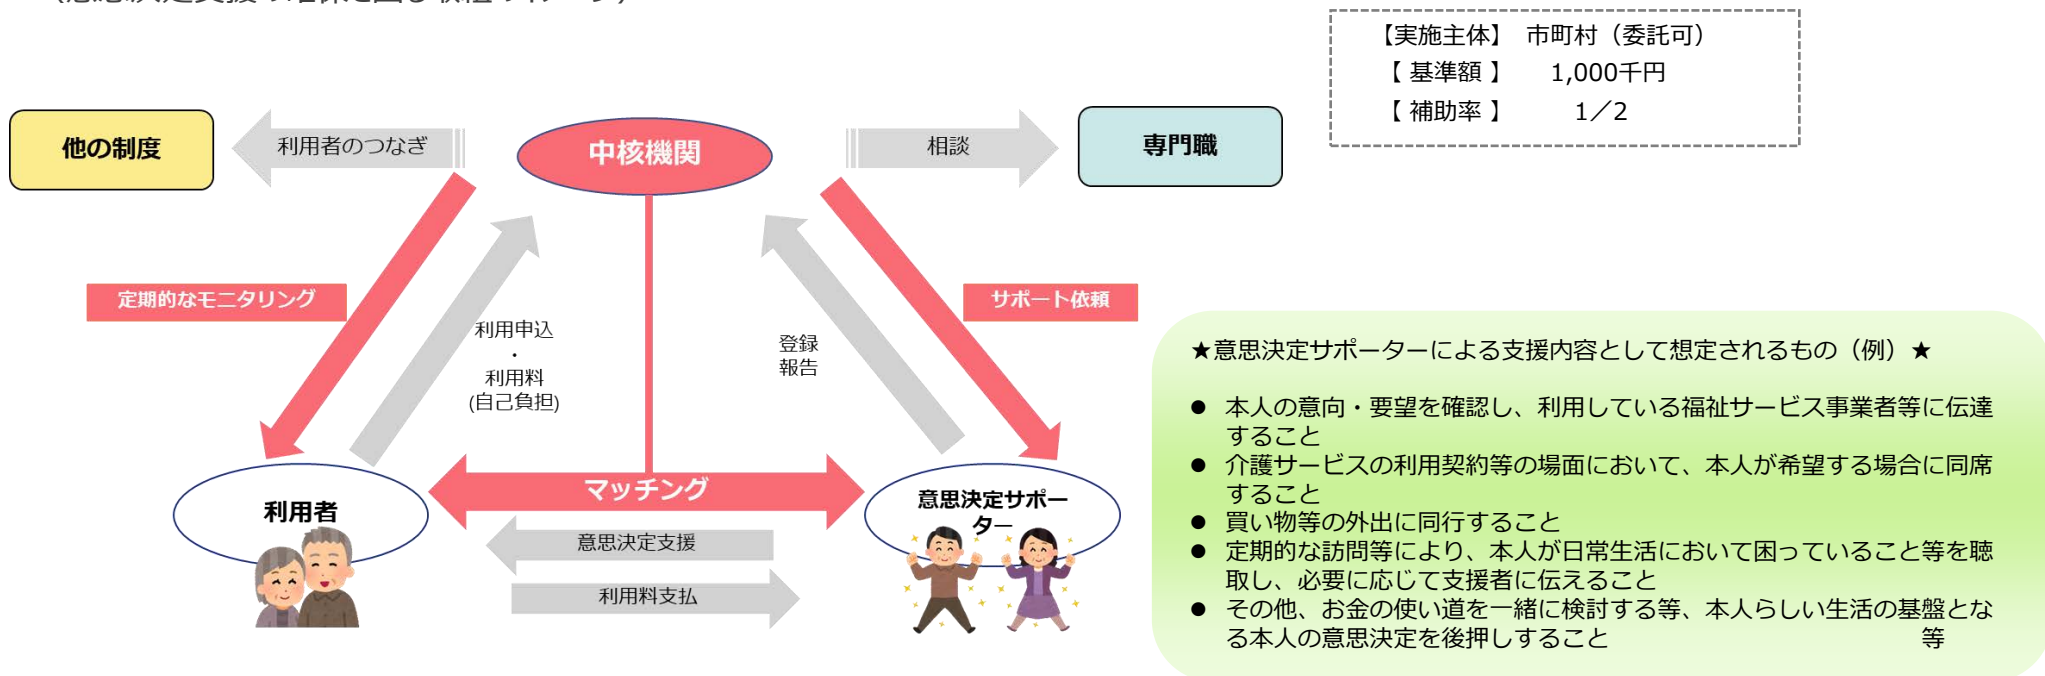 【実施主体】 市町村（委託可）
【 基準額 】 1,000千円
【 補助率 】 1／2
他の制度
利用者のつなぎ
中核機関
相談
専門職
定期的なモニタリング
サポート依頼
利用申込
・
利用料
(自己負担)
登録
報告
マッチング
利用者
意思決定サポー
ター
意思決定支援
利用料支払
★意思決定サポーターによる支援内容として想定されるもの（例）★
● 本人の意向・要望を確認し、利用している福祉サービス事業者等に伝達
すること
● 介護サービスの利用契約等の場面において、本人が希望する場合に同席
すること
● 買い物等の外出に同行すること
● 定期的な訪問等により、本人が日常生活において困っていること等を聴
取し、必要に応じて支援者に伝えること
● その他、お金の使い道を一緒に検討する等、本人らしい生活の基盤とな
る本人の意思決定を後押しすること 等